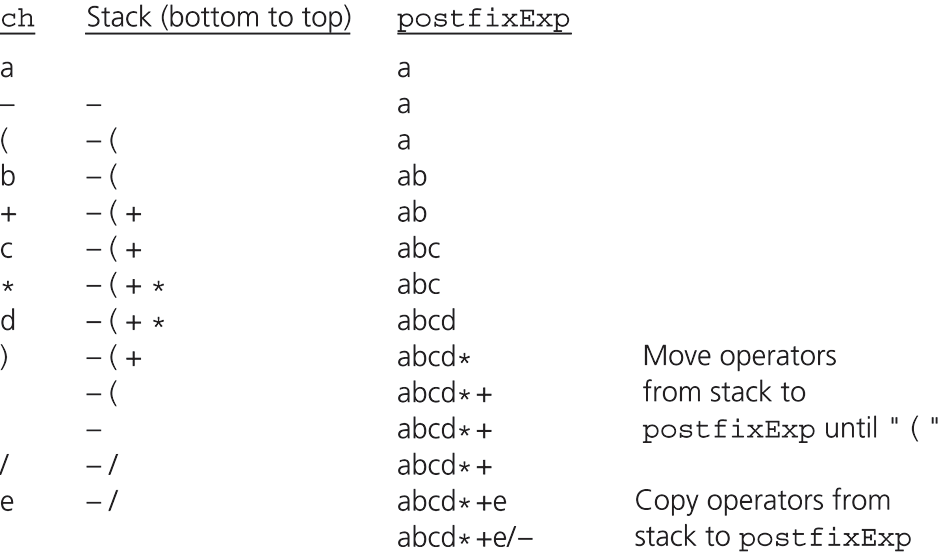 ch Stack (bottom to top) postfixExp
a a
– – a
( – ( a
b – ( ab
+ – ( + ab
c – ( + abc
* – ( + * abc
d – ( + * abcd
) – ( + abcd* Move operators
– ( abcd*+ from stack to
– abcd*+ postfixExp until " ( "
/ – / abcd*+
e – / abcd*+e Copy operators from
abcd*+e/– stack to postfixExp